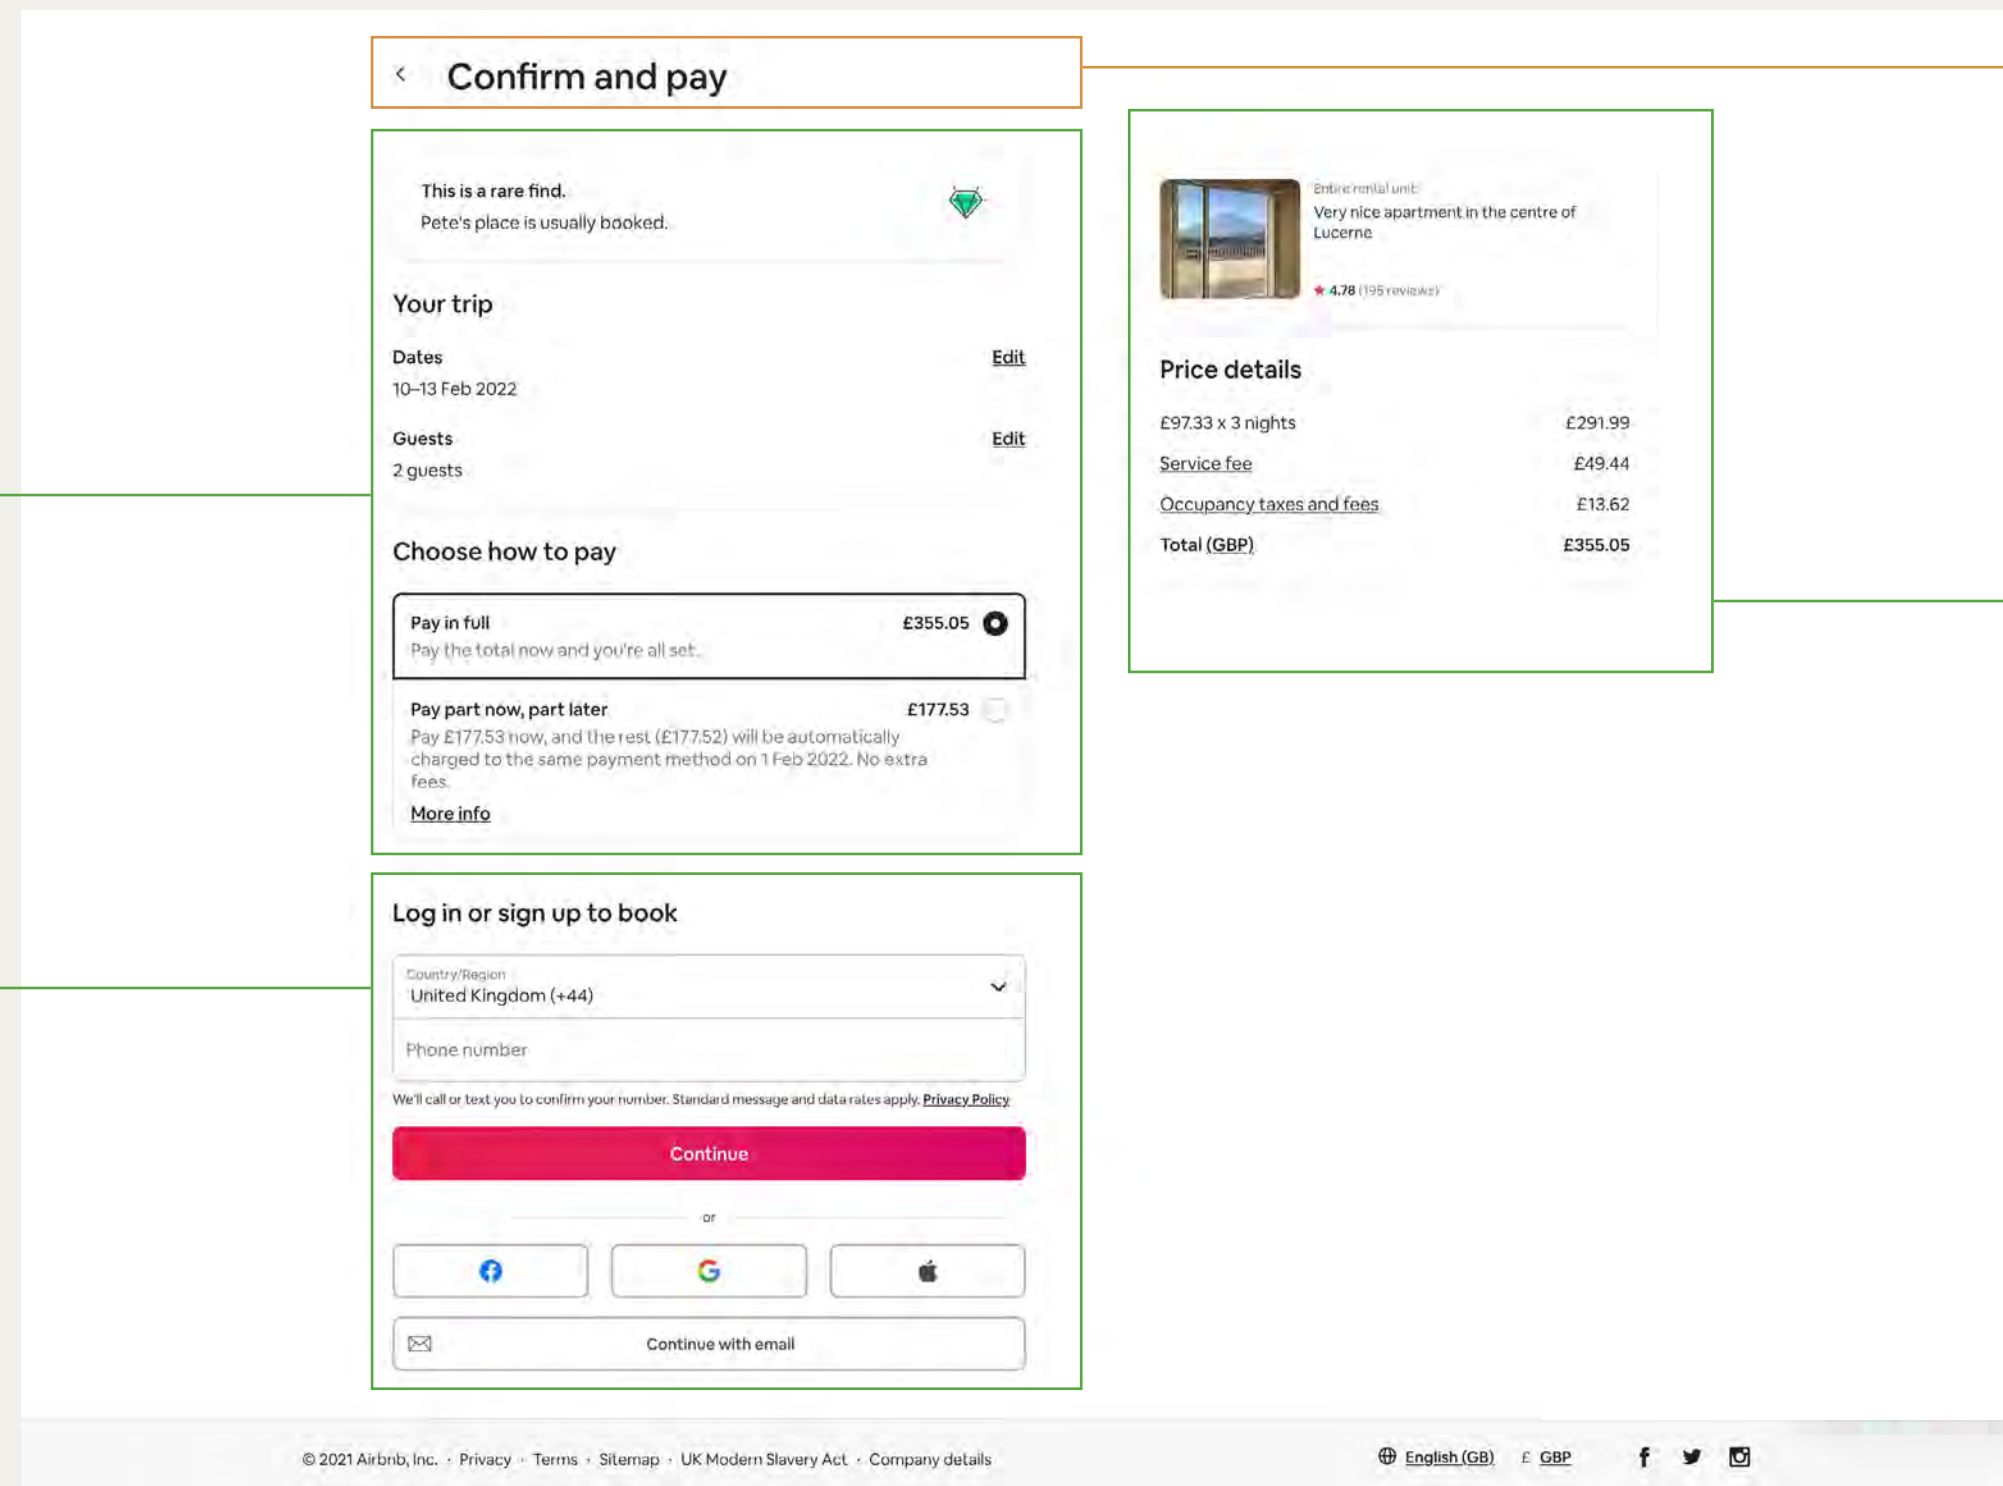 Confirm and pay
This is a rare find.
Pete's place is usually booked.
Your trip
Dates
Edit
10–13 Feb 2022
Guests
Edit
2 guests
Choose how to pay
Pay in full
£355.05
Pay the total now and you're all set.
Pay part now, part later
£177.53
Pay £177.53 now, and the rest (£177.52) will be automatically
charged to the same payment method on 1 Feb 2022. No extra
fees.
More info
Log in or sign up to book
Country/Region
United Kingdom (+44)
Phone number
We'll call or text you to confirm your number. Standard message and data rates apply. Privacy Policy
Continue
or
Continue with email
Entire rental unit
Very nice apartment in the centre of
Lucerne
4.78 (195 reviews)
Price details
£97.33 x 3 nights
£291.99
Service fee
£49.44
Occupancy taxes and fees
£13.62
Total (GBP)
£355.05
© 2021 Airbnb, Inc. · Privacy · Terms · Sitemap · UK Modern Slavery Act · Company details
English (GB) £ GBP